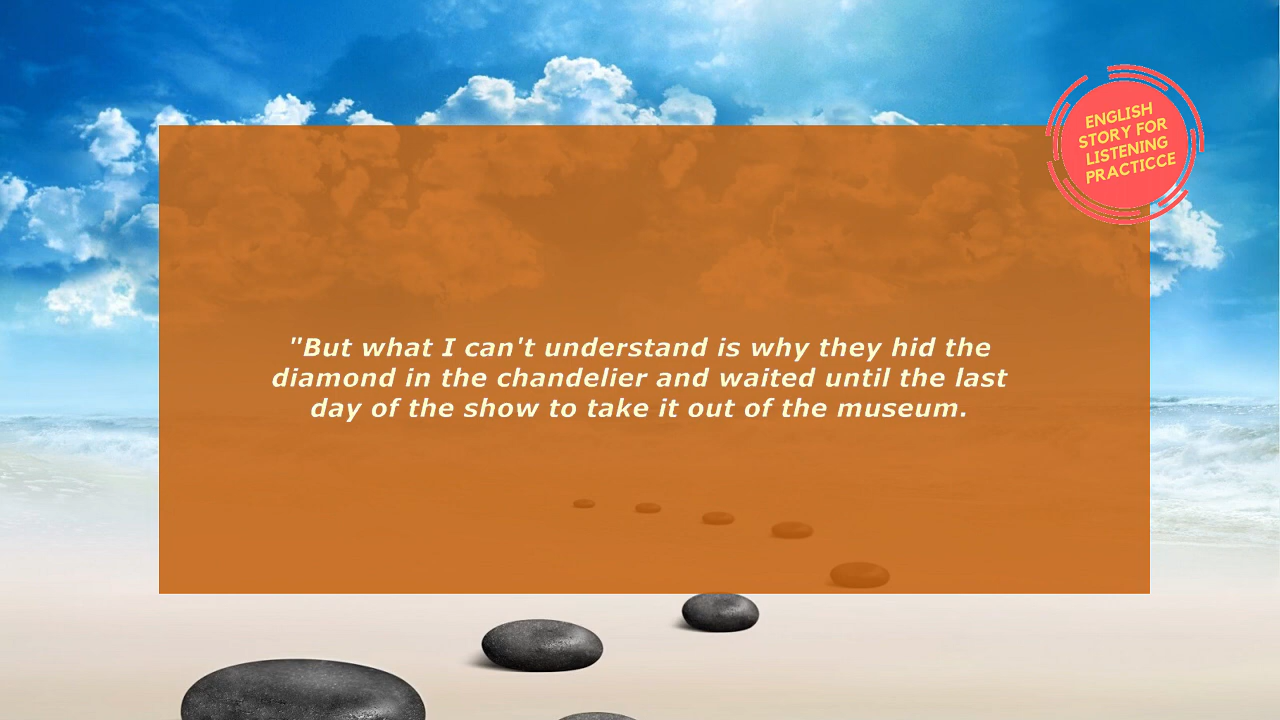 ENGLISH
STORY FOR
LISTENING
PRACTICCE
"But what I can't understand is why they hid the
diamond in the chandelier and waited until the last
day of the show to take it out of the museum.